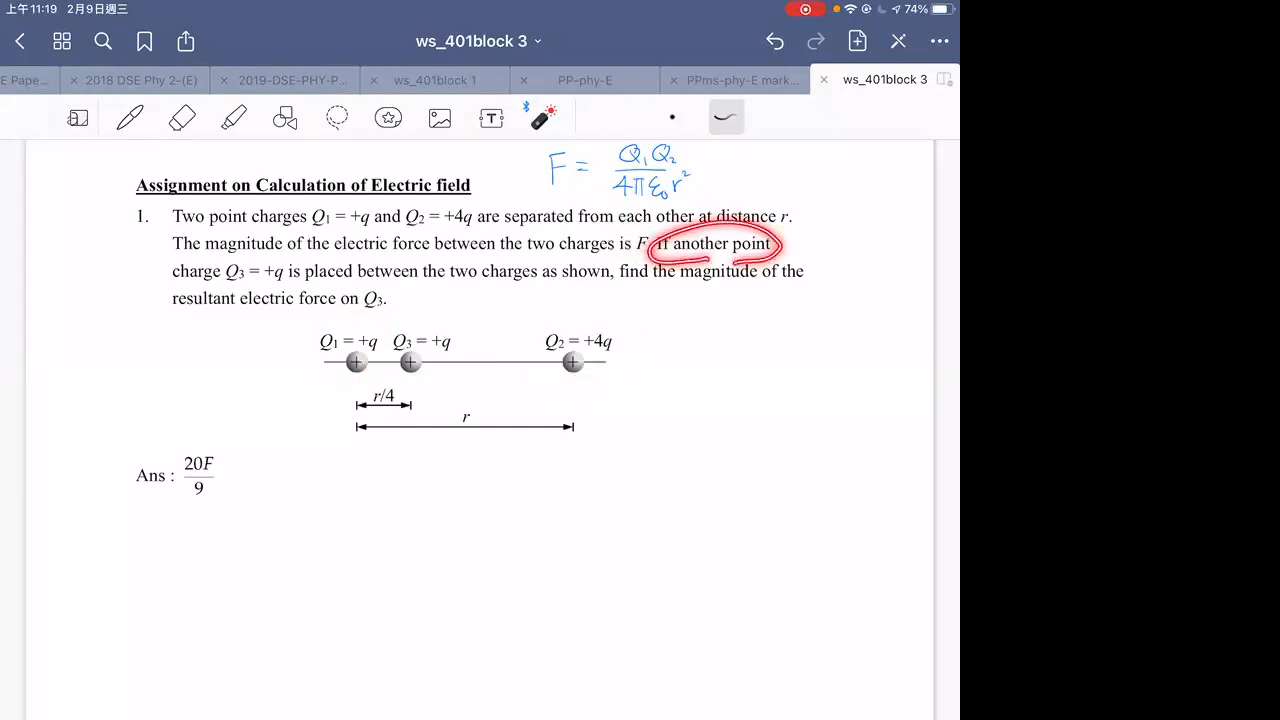 上午11:19 2月9日週三
74%
ws_401block 3
E Pape... 2018 DSE Phy 2-(E) 2019-DSE-PHY-P... ws_401block 1 PP-phy-E PPms-phy-E mark... ws_401block 3
F = Q₁Q₂ / 4πε₀r²
Assignment on Calculation of Electric field
1. Two point charges Q₁ = +q and Q₂ = +4q are separated from each other at distance r.
The magnitude of the electric force between the two charges is F. If another point
charge Q₃ = +q is placed between the two charges as shown, find the magnitude of the
resultant electric force on Q₃.
Q₁ = +q Q₃ = +q Q₂ = +4q
r/4
r
Ans : 20F / 9